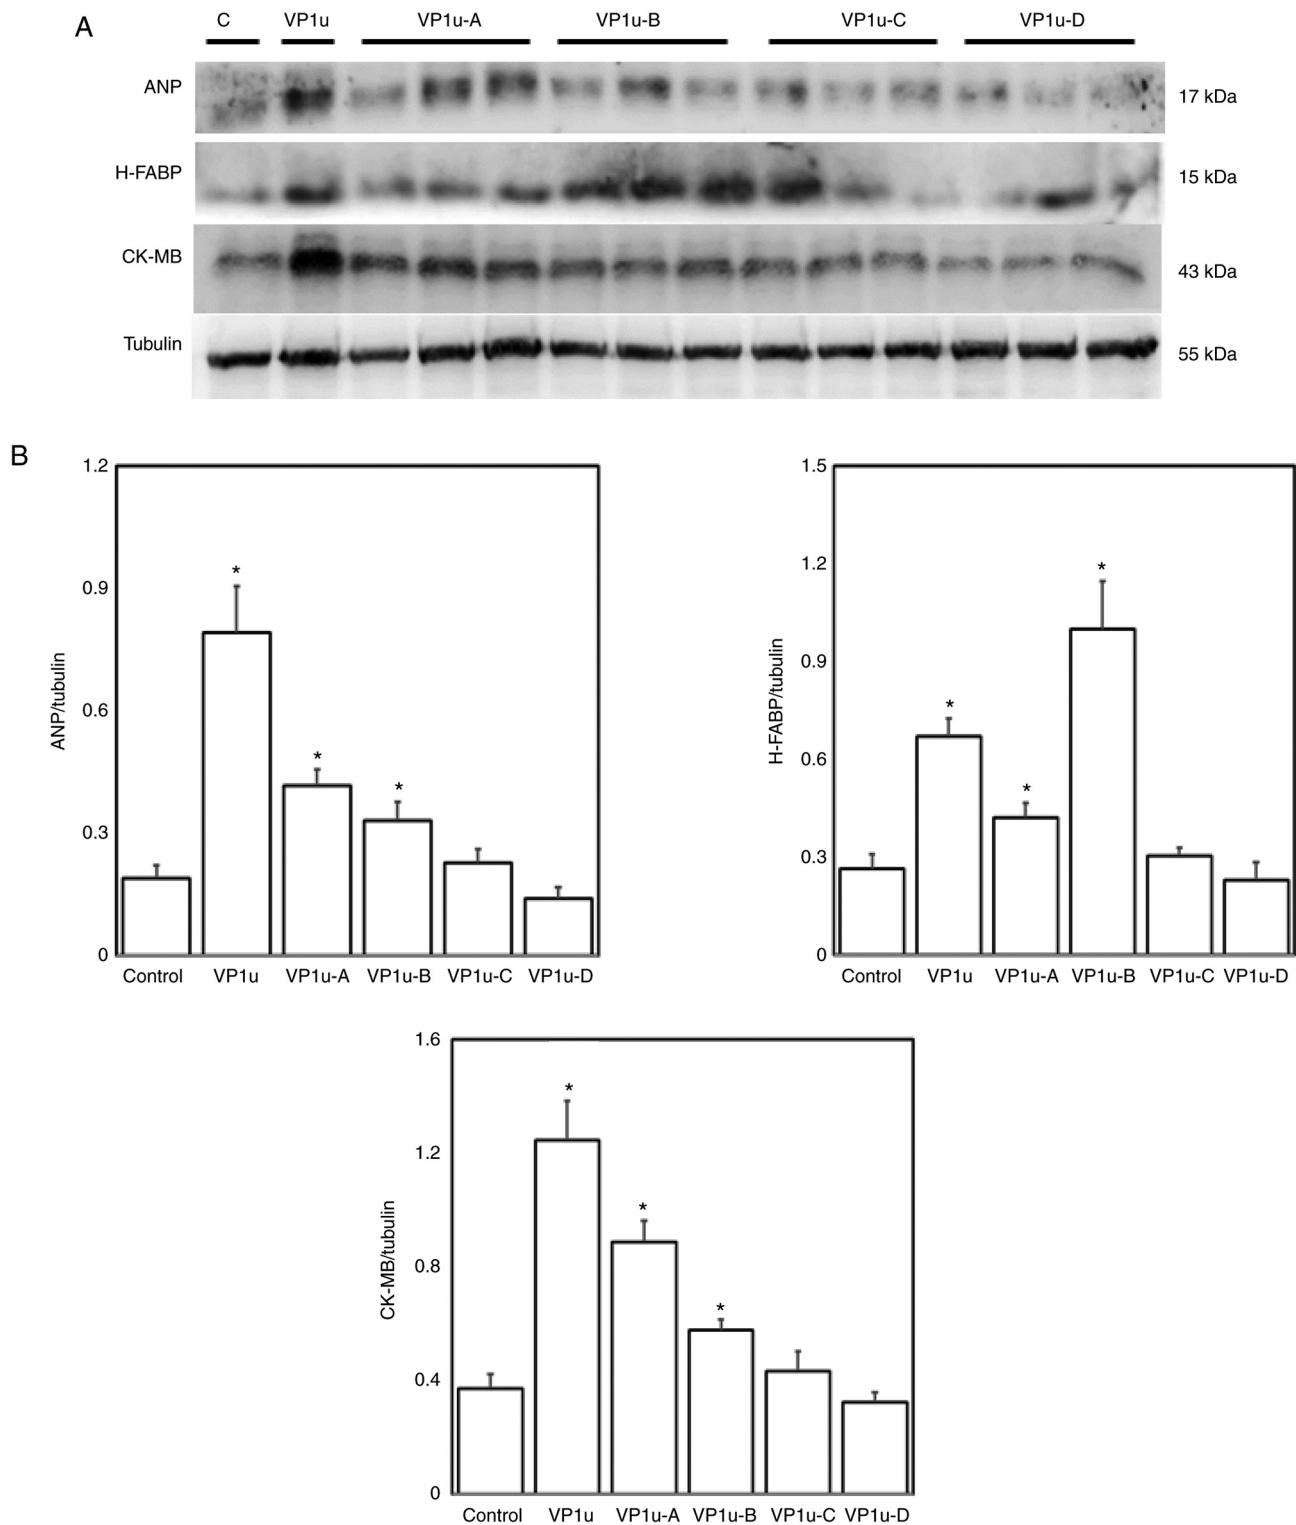 A
C VP1u VP1u-A VP1u-B VP1u-C VP1u-D
ANP 17 kDa
H-FABP 15 kDa
CK-MB 43 kDa
Tubulin 55 kDa
B
1.2
0.9
0.6
0.3
0
ANP/tubulin
* * *
Control VP1u VP1u-A VP1u-B VP1u-C VP1u-D
1.5
1.2
0.9
0.6
0.3
0
H-FABP/tubulin
* * *
Control VP1u VP1u-A VP1u-B VP1u-C VP1u-D
1.6
1.2
0.8
0.4
0
CK-MB/tubulin
* * *
Control VP1u VP1u-A VP1u-B VP1u-C VP1u-D